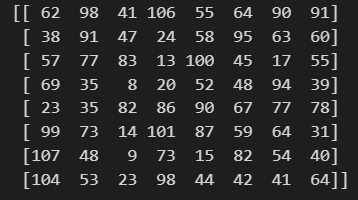 [[ 62 98 41 106 55 64 90 91]
[ 38 91 47 24 58 95 63 60]
[ 57 77 83 13 100 45 17 55]
[ 69 35 8 20 52 48 94 39]
[ 23 35 82 86 90 67 77 78]
[ 99 73 14 101 87 59 64 31]
[107 48 9 73 15 82 54 40]
[104 53 23 98 44 42 41 64]]